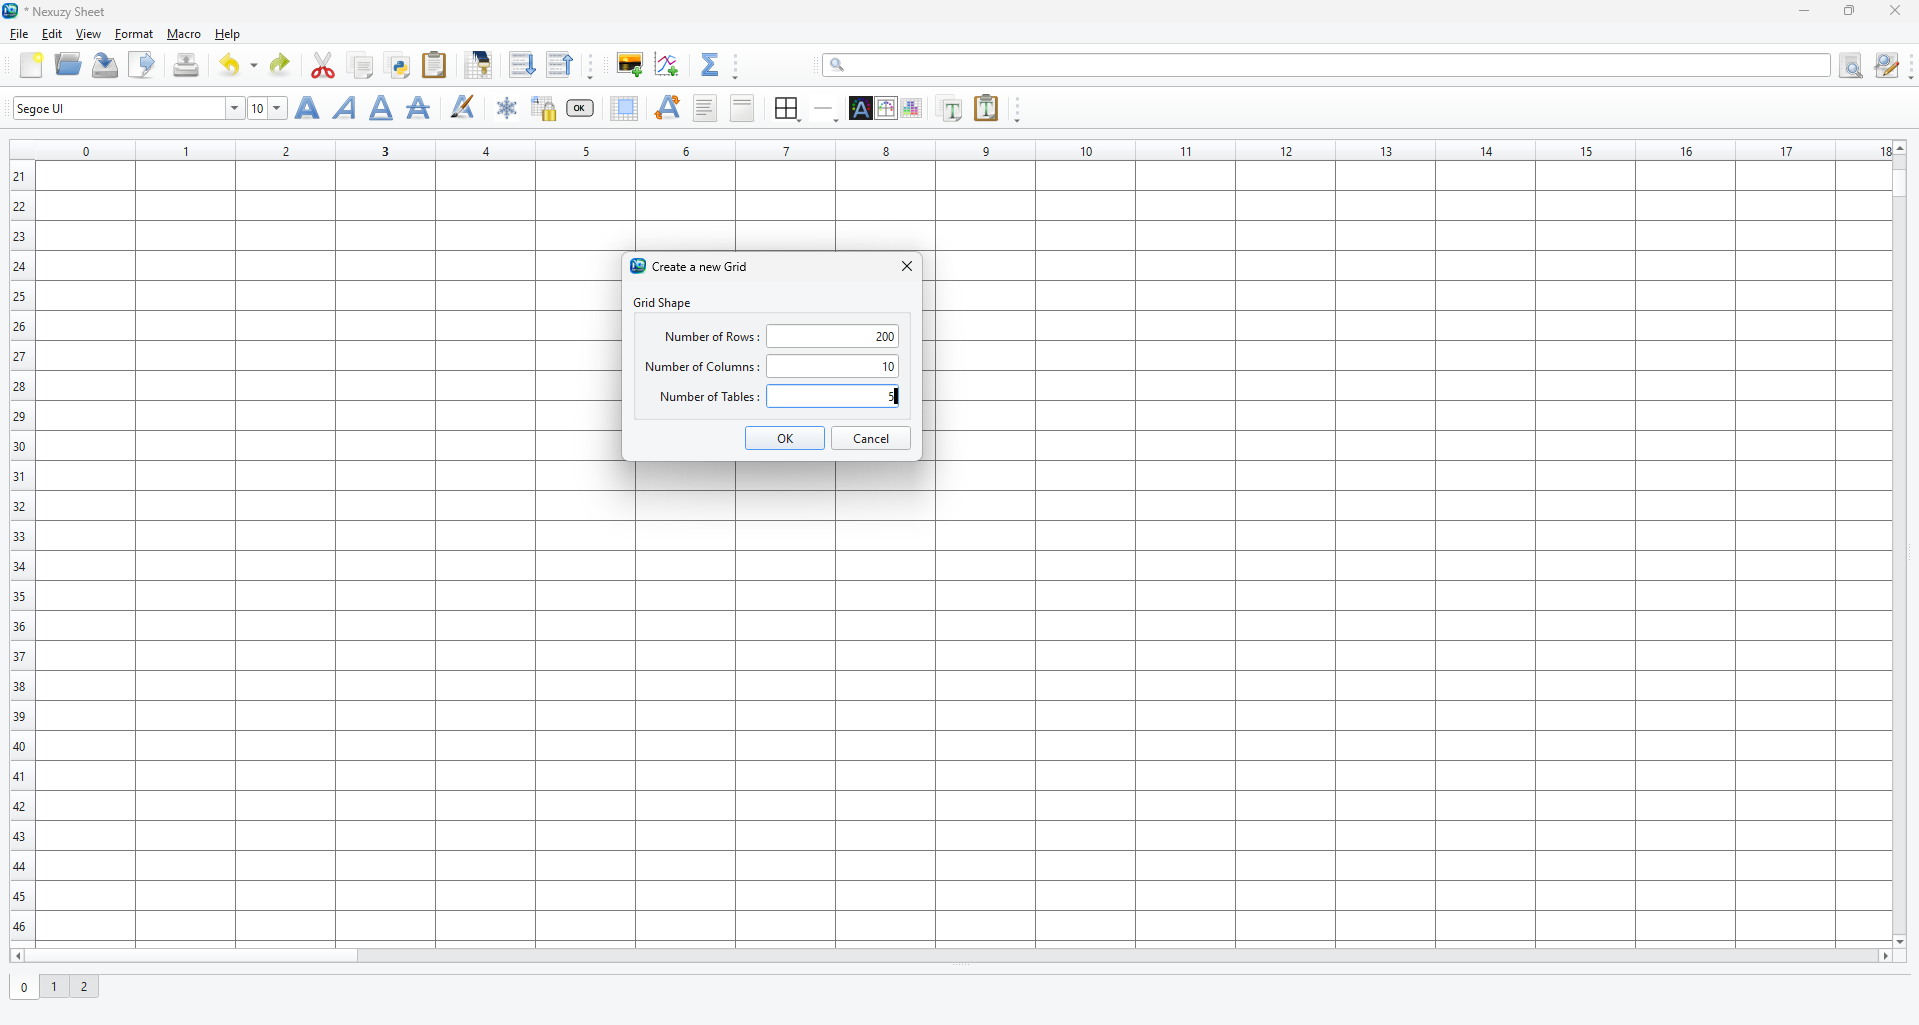 * Nexuzy Sheet
File Edit View Format Macro Help
Segoe UI 10 OK
0 1 2 3 4 5 6 7 8 9 10 11 12 13 14 15 16 17 18
21
22
23
24
25
26
27
28
29
30
31
32
33
34
35
36
37
38
39
40
41
42
43
44
45
46
Create a new Grid
Grid Shape
Number of Rows: 200
Number of Columns: 10
Number of Tables: 5
OK Cancel
0 1 2